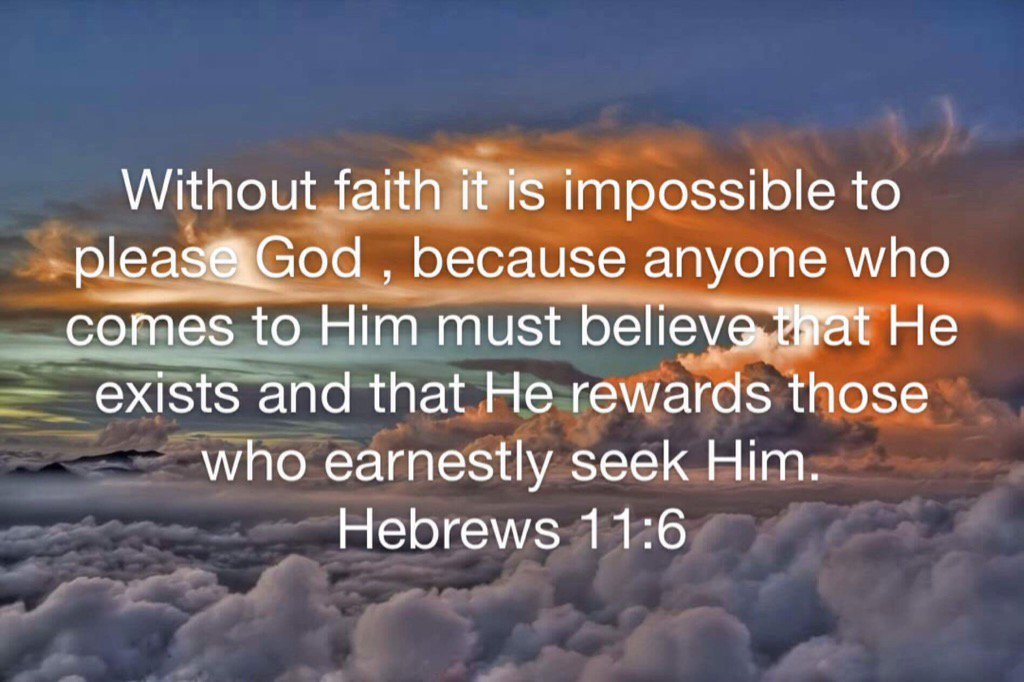 Without faith it is impossible to
please God , because anyone who
comes to Him must believe that He
exists and that He rewards those
who earnestly seek Him.
Hebrews 11:6